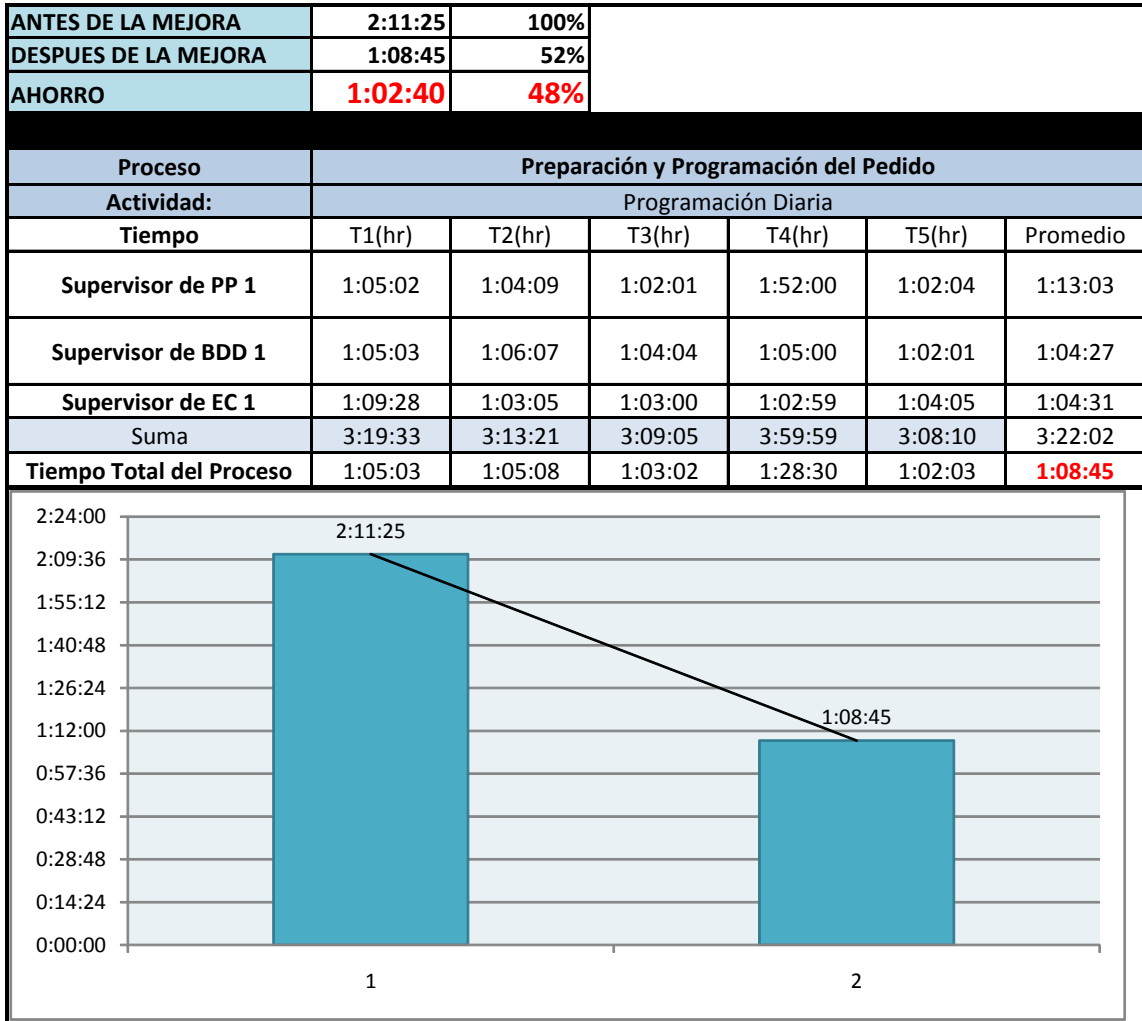 ANTES DE LA MEJORA 2:11:25 100%
DESPUES DE LA MEJORA 1:08:45 52%
AHORRO 1:02:40 48%
Proceso Preparación y Programación del Pedido
Actividad: Programación Diaria
Tiempo T1(hr) T2(hr) T3(hr) T4(hr) T5(hr) Promedio
Supervisor de PP 1 1:05:02 1:04:09 1:02:01 1:52:00 1:02:04 1:13:03
Supervisor de BDD 1 1:05:03 1:06:07 1:04:04 1:05:00 1:02:01 1:04:27
Supervisor de EC 1 1:09:28 1:03:05 1:03:00 1:02:59 1:04:05 1:04:31
Suma 3:19:33 3:13:21 3:09:05 3:59:59 3:08:10 3:22:02
Tiempo Total del Proceso 1:05:03 1:05:08 1:03:02 1:28:30 1:02:03 1:08:45
2:24:00
2:11:25
2:09:36
1:55:12
1:40:48
1:26:24
1:08:45
1:12:00
0:57:36
0:43:12
0:28:48
0:14:24
0:00:00
1 2